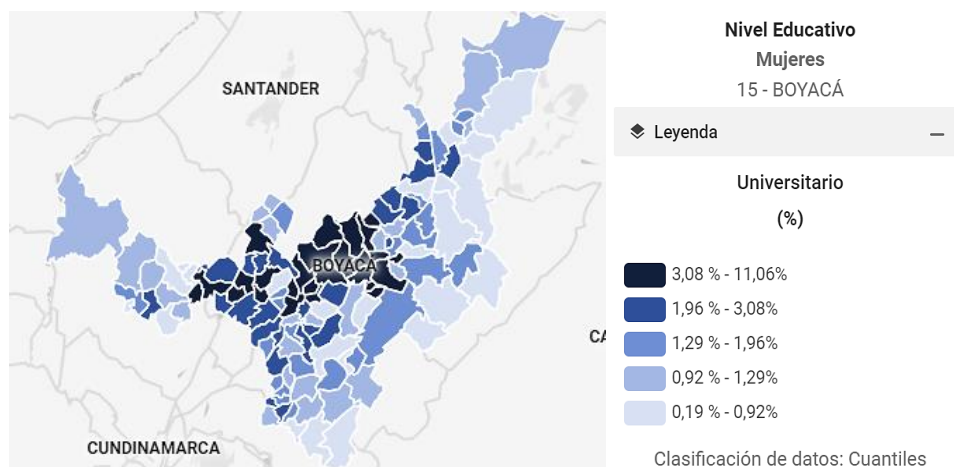 SANTANDER
BOYACÁ
CA
CUNDINAMARCA
Nivel Educativo
Mujeres
15 - BOYACÁ
Leyenda
Universitario
(%)
3,08 % - 11,06%
1,96 % - 3,08%
1,29 % - 1,96%
0,92 % - 1,29%
0,19 % - 0,92%
Clasificación de datos: Cuantiles